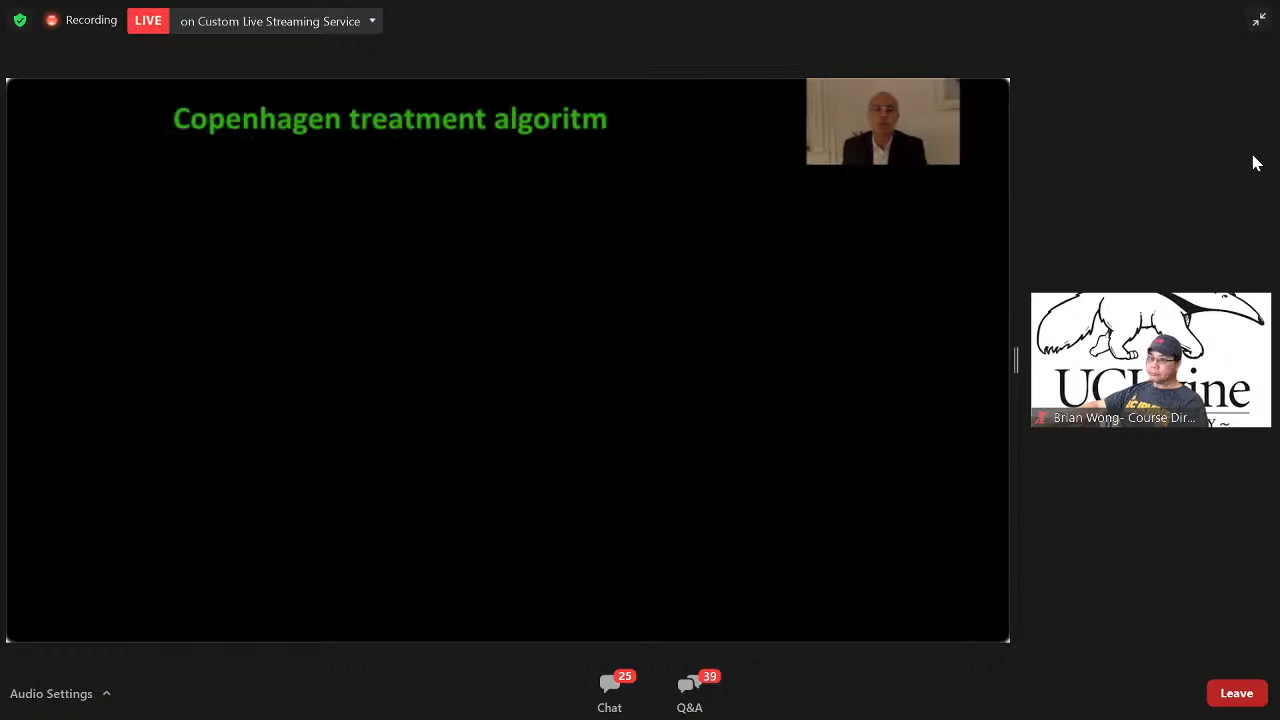 Recording
LIVE
on Custom Live Streaming Service
Copenhagen treatment algoritm
Brian Wong- Course Dir...
Audio Settings
25
Chat
39
Q&A
Leave